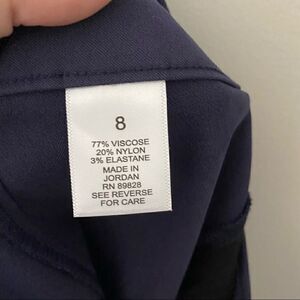 8
77% VISCOSE
20% NYLON
3% ELASTANE
MADE IN
JORDAN
RN 89828
SEE REVERSE
FOR CARE